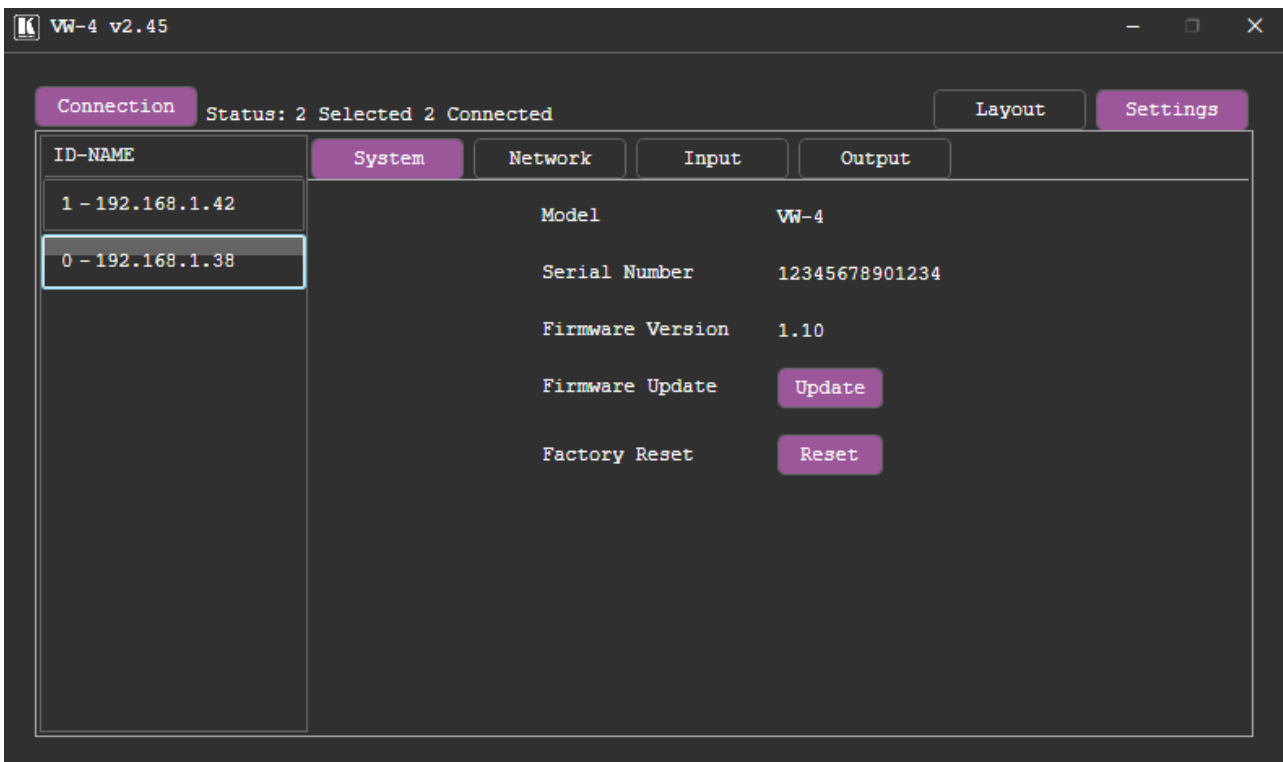 VW-4 v2.45
Connection Status: 2 Selected 2 Connected Layout Settings
ID-NAME System Network Input Output
1 - 192.168.1.42
0 - 192.168.1.38
Model VW-4
Serial Number 12345678901234
Firmware Version 1.10
Firmware Update Update
Factory Reset Reset